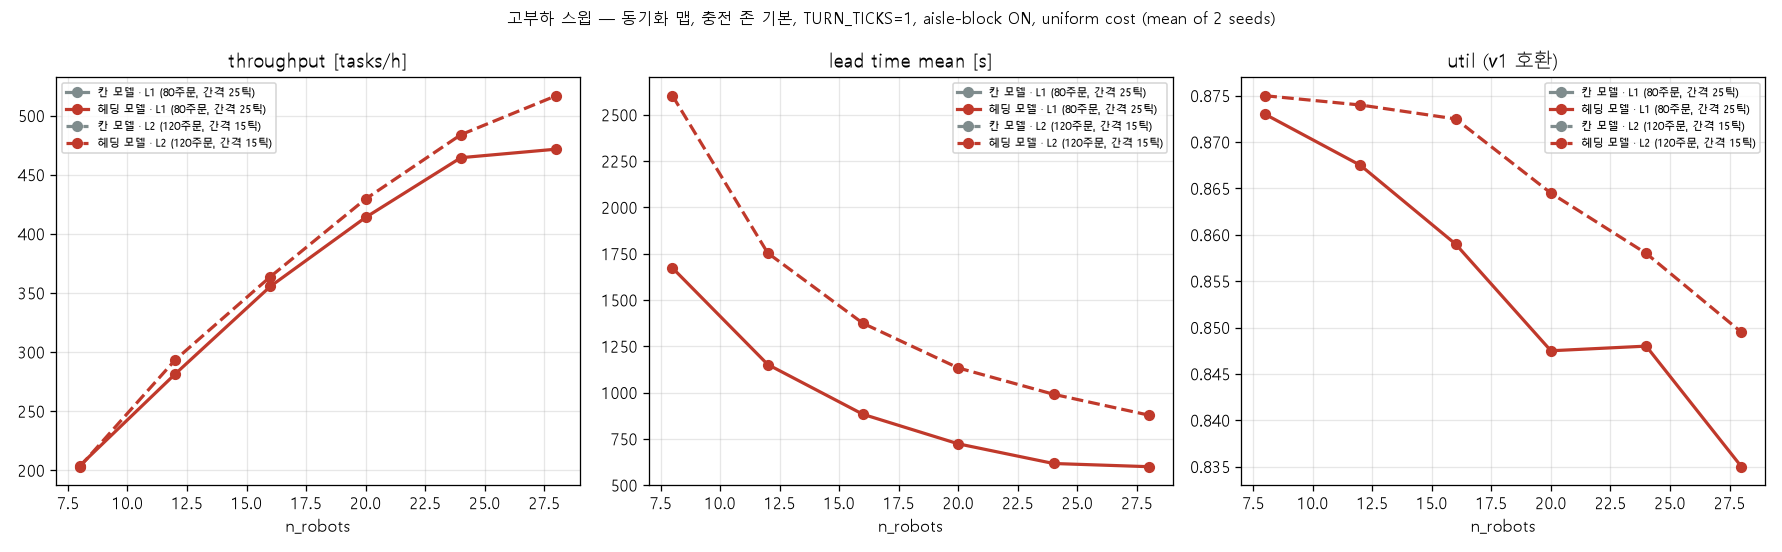 고부하 스윕 — 동기화 맵, 충전 존 기본, TURN_TICKS=1, aisle-block ON, uniform cost (mean of 2 seeds)
throughput [tasks/h]
칸 모델 · L1 (80주문, 간격 25틱)
헤딩 모델 · L1 (80주문, 간격 25틱)
칸 모델 · L2 (120주문, 간격 15틱)
헤딩 모델 · L2 (120주문, 간격 15틱)
500
450
400
350
300
250
200
7.5 10.0 12.5 15.0 17.5 20.0 22.5 25.0 27.5
n_robots
lead time mean [s]
칸 모델 · L1 (80주문, 간격 25틱)
헤딩 모델 · L1 (80주문, 간격 25틱)
칸 모델 · L2 (120주문, 간격 15틱)
헤딩 모델 · L2 (120주문, 간격 15틱)
2500
2250
2000
1750
1500
1250
1000
750
500
7.5 10.0 12.5 15.0 17.5 20.0 22.5 25.0 27.5
n_robots
util (v1 호환)
칸 모델 · L1 (80주문, 간격 25틱)
헤딩 모델 · L1 (80주문, 간격 25틱)
칸 모델 · L2 (120주문, 간격 15틱)
헤딩 모델 · L2 (120주문, 간격 15틱)
0.875
0.870
0.865
0.860
0.855
0.850
0.845
0.840
0.835
7.5 10.0 12.5 15.0 17.5 20.0 22.5 25.0 27.5
n_robots